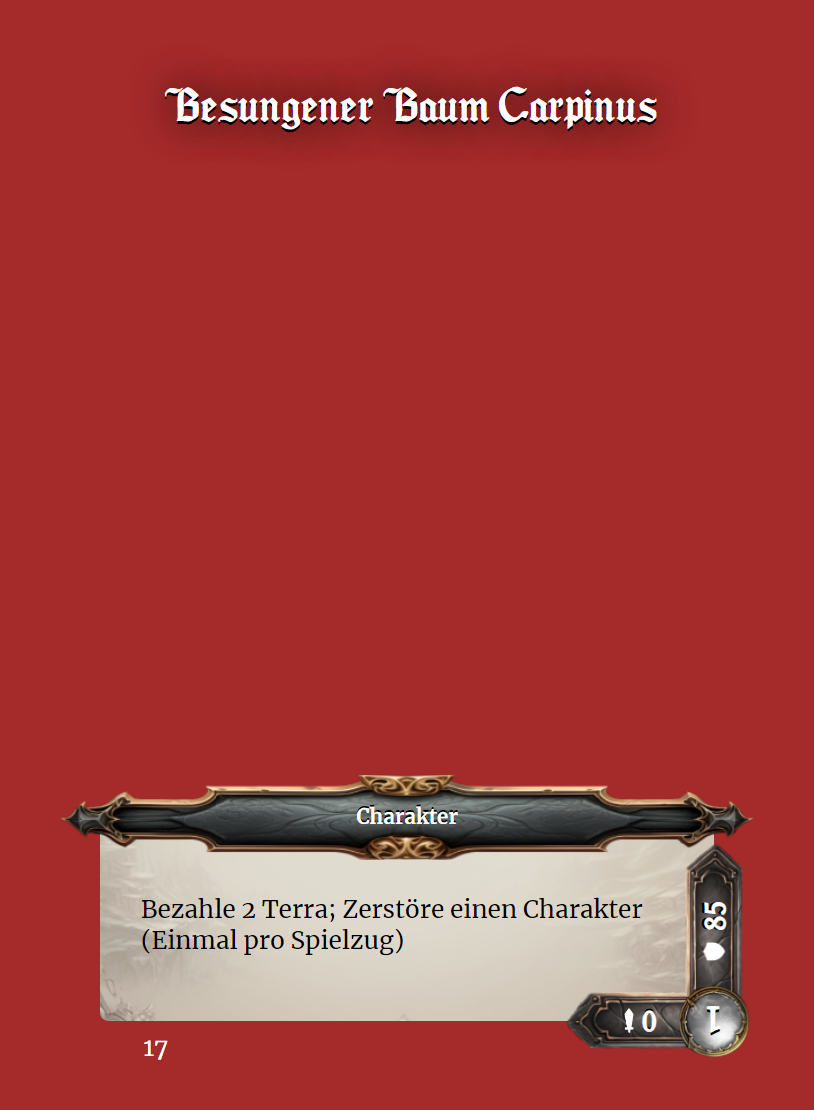 Besungener Baum Carpinus
Charakter
Bezahle 2 Terra; Zerstöre einen Charakter
(Einmal pro Spielzug)
85
0
1
17